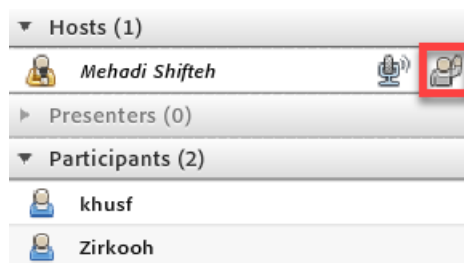 Hosts (1)
Mehadi Shifteh
Presenters (0)
Participants (2)
khusf
Zirkooh